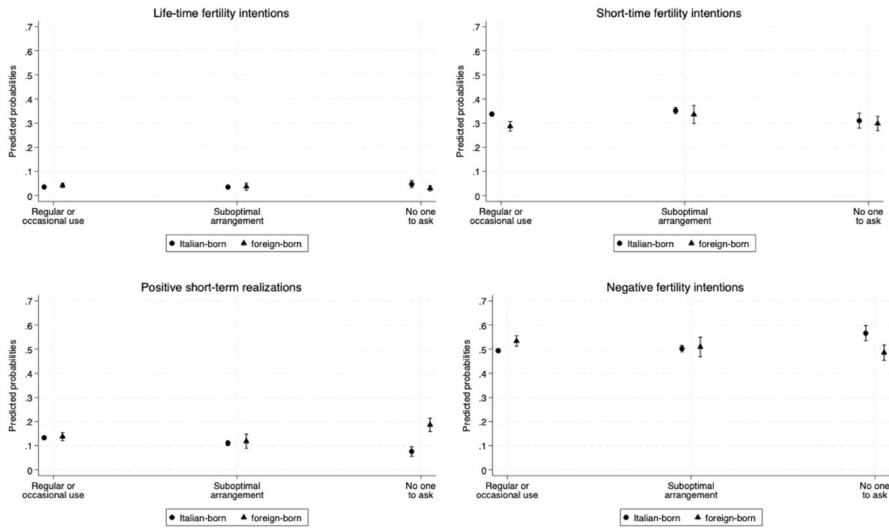 Life-time fertility intentions
Predicted probabilities
.7
.6
.5
.4
.3
.2
.1
0
Regular or
occasional use
Suboptimal
arrangement
No one
to ask
Italian-born foreign-born
Short-time fertility intentions
Predicted probabilities
.7
.6
.5
.4
.3
.2
.1
0
Regular or
occasional use
Suboptimal
arrangement
No one
to ask
Italian-born foreign-born
Positive short-term realizations
Predicted probabilities
.7
.6
.5
.4
.3
.2
.1
0
Regular or
occasional use
Suboptimal
arrangement
No one
to ask
Italian-born foreign-born
Negative fertility intentions
Predicted probabilities
.7
.6
.5
.4
.3
.2
.1
0
Regular or
occasional use
Suboptimal
arrangement
No one
to ask
Italian-born foreign-born